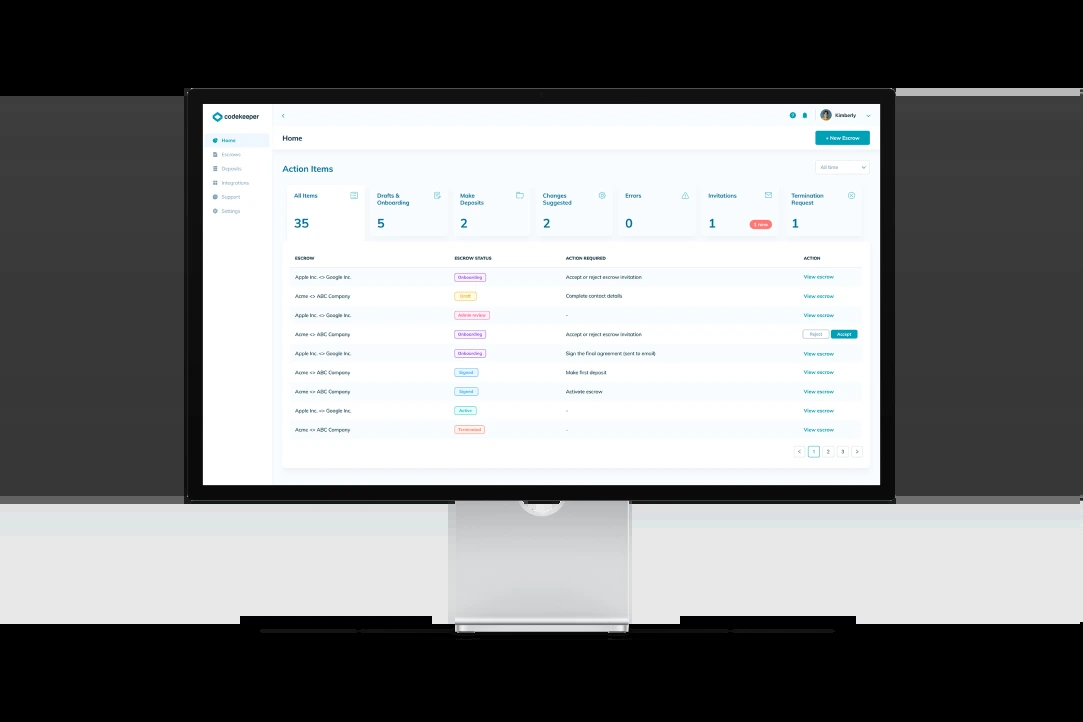 codekeeper
Kimberly
Home
Escrows
Deposits
Integrations
Support
Settings
Home
+ New Escrow
Action Items
All time
All Items
35
Drafts &
Onboarding
5
Make
Deposits
2
Changes
Suggested
2
Errors
0
Invitations
1
1 new
Termination
Request
1
ESCROW ESCROW STATUS ACTION REQUIRED ACTION
Apple Inc. <> Google Inc. Onboarding Accept or reject escrow invitation View escrow
Acme <> ABC Company Draft Complete contact details View escrow
Apple Inc. <> Google Inc. Admin review - View escrow
Acme <> ABC Company Onboarding Accept or reject escrow invitation Reject Accept
Apple Inc. <> Google Inc. Onboarding Sign the final agreement (sent to email) View escrow
Acme <> ABC Company Signed Make first deposit View escrow
Acme <> ABC Company Signed Activate escrow View escrow
Apple Inc. <> Google Inc. Active - View escrow
Acme <> ABC Company Terminated - View escrow
< 1 2 3 >